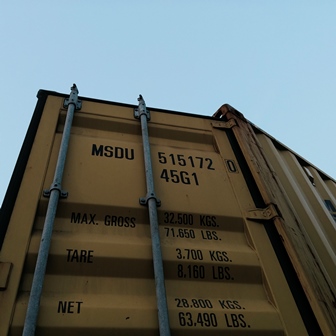 MSDU 515172 0
45G1
MAX. GROSS 32.500 KGS.
71.650 LBS.
TARE 3.700 KGS.
8.160 LBS.
NET 28.800 KGS.
63.490 LBS.